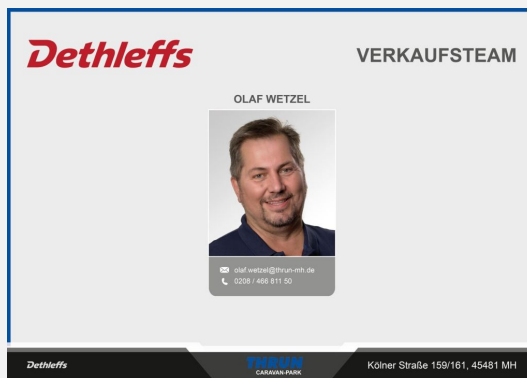 Dethleffs
VERKAUFSTEAM
OLAF WETZEL
olaf.wetzel@thrun-mh.de
0208 / 466 811 50
Dethleffs
THRUN
CARAVAN-PARK
Kölner Straße 159/161, 45481 MH